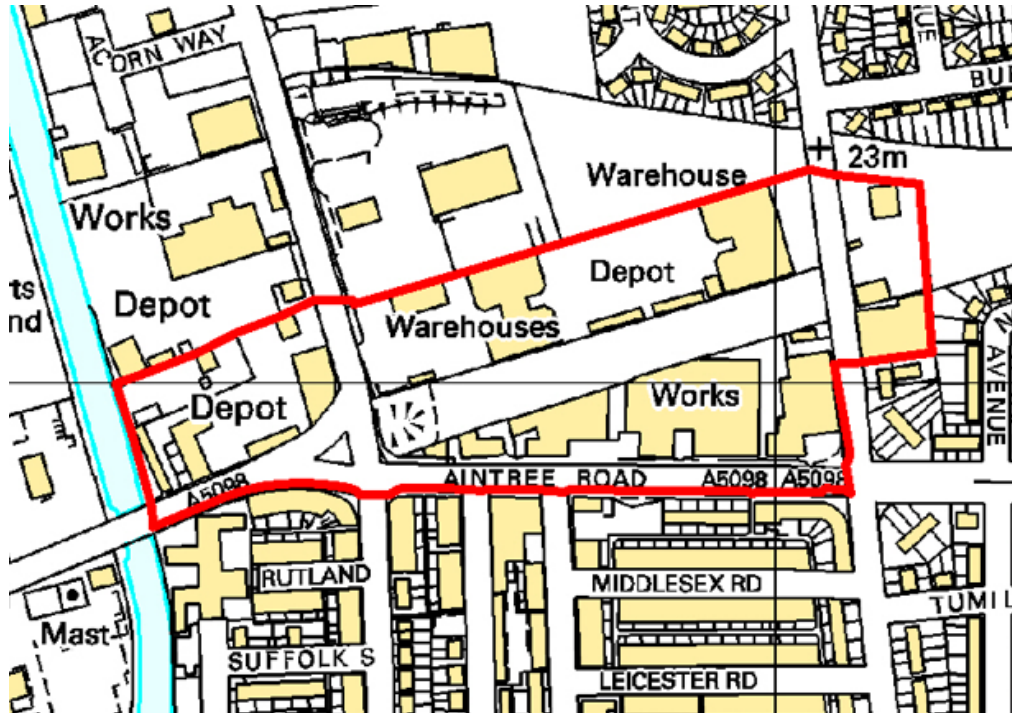 ACORN WAY
23m
Warehouse
Works
Depot
Depot
Warehouses
Depot
Works
A5098
AINTREE ROAD
A5098
A5098
AVENUE
RUTLAND
MIDDLESEX RD
Mast
SUFFOLK S
LEICESTER RD